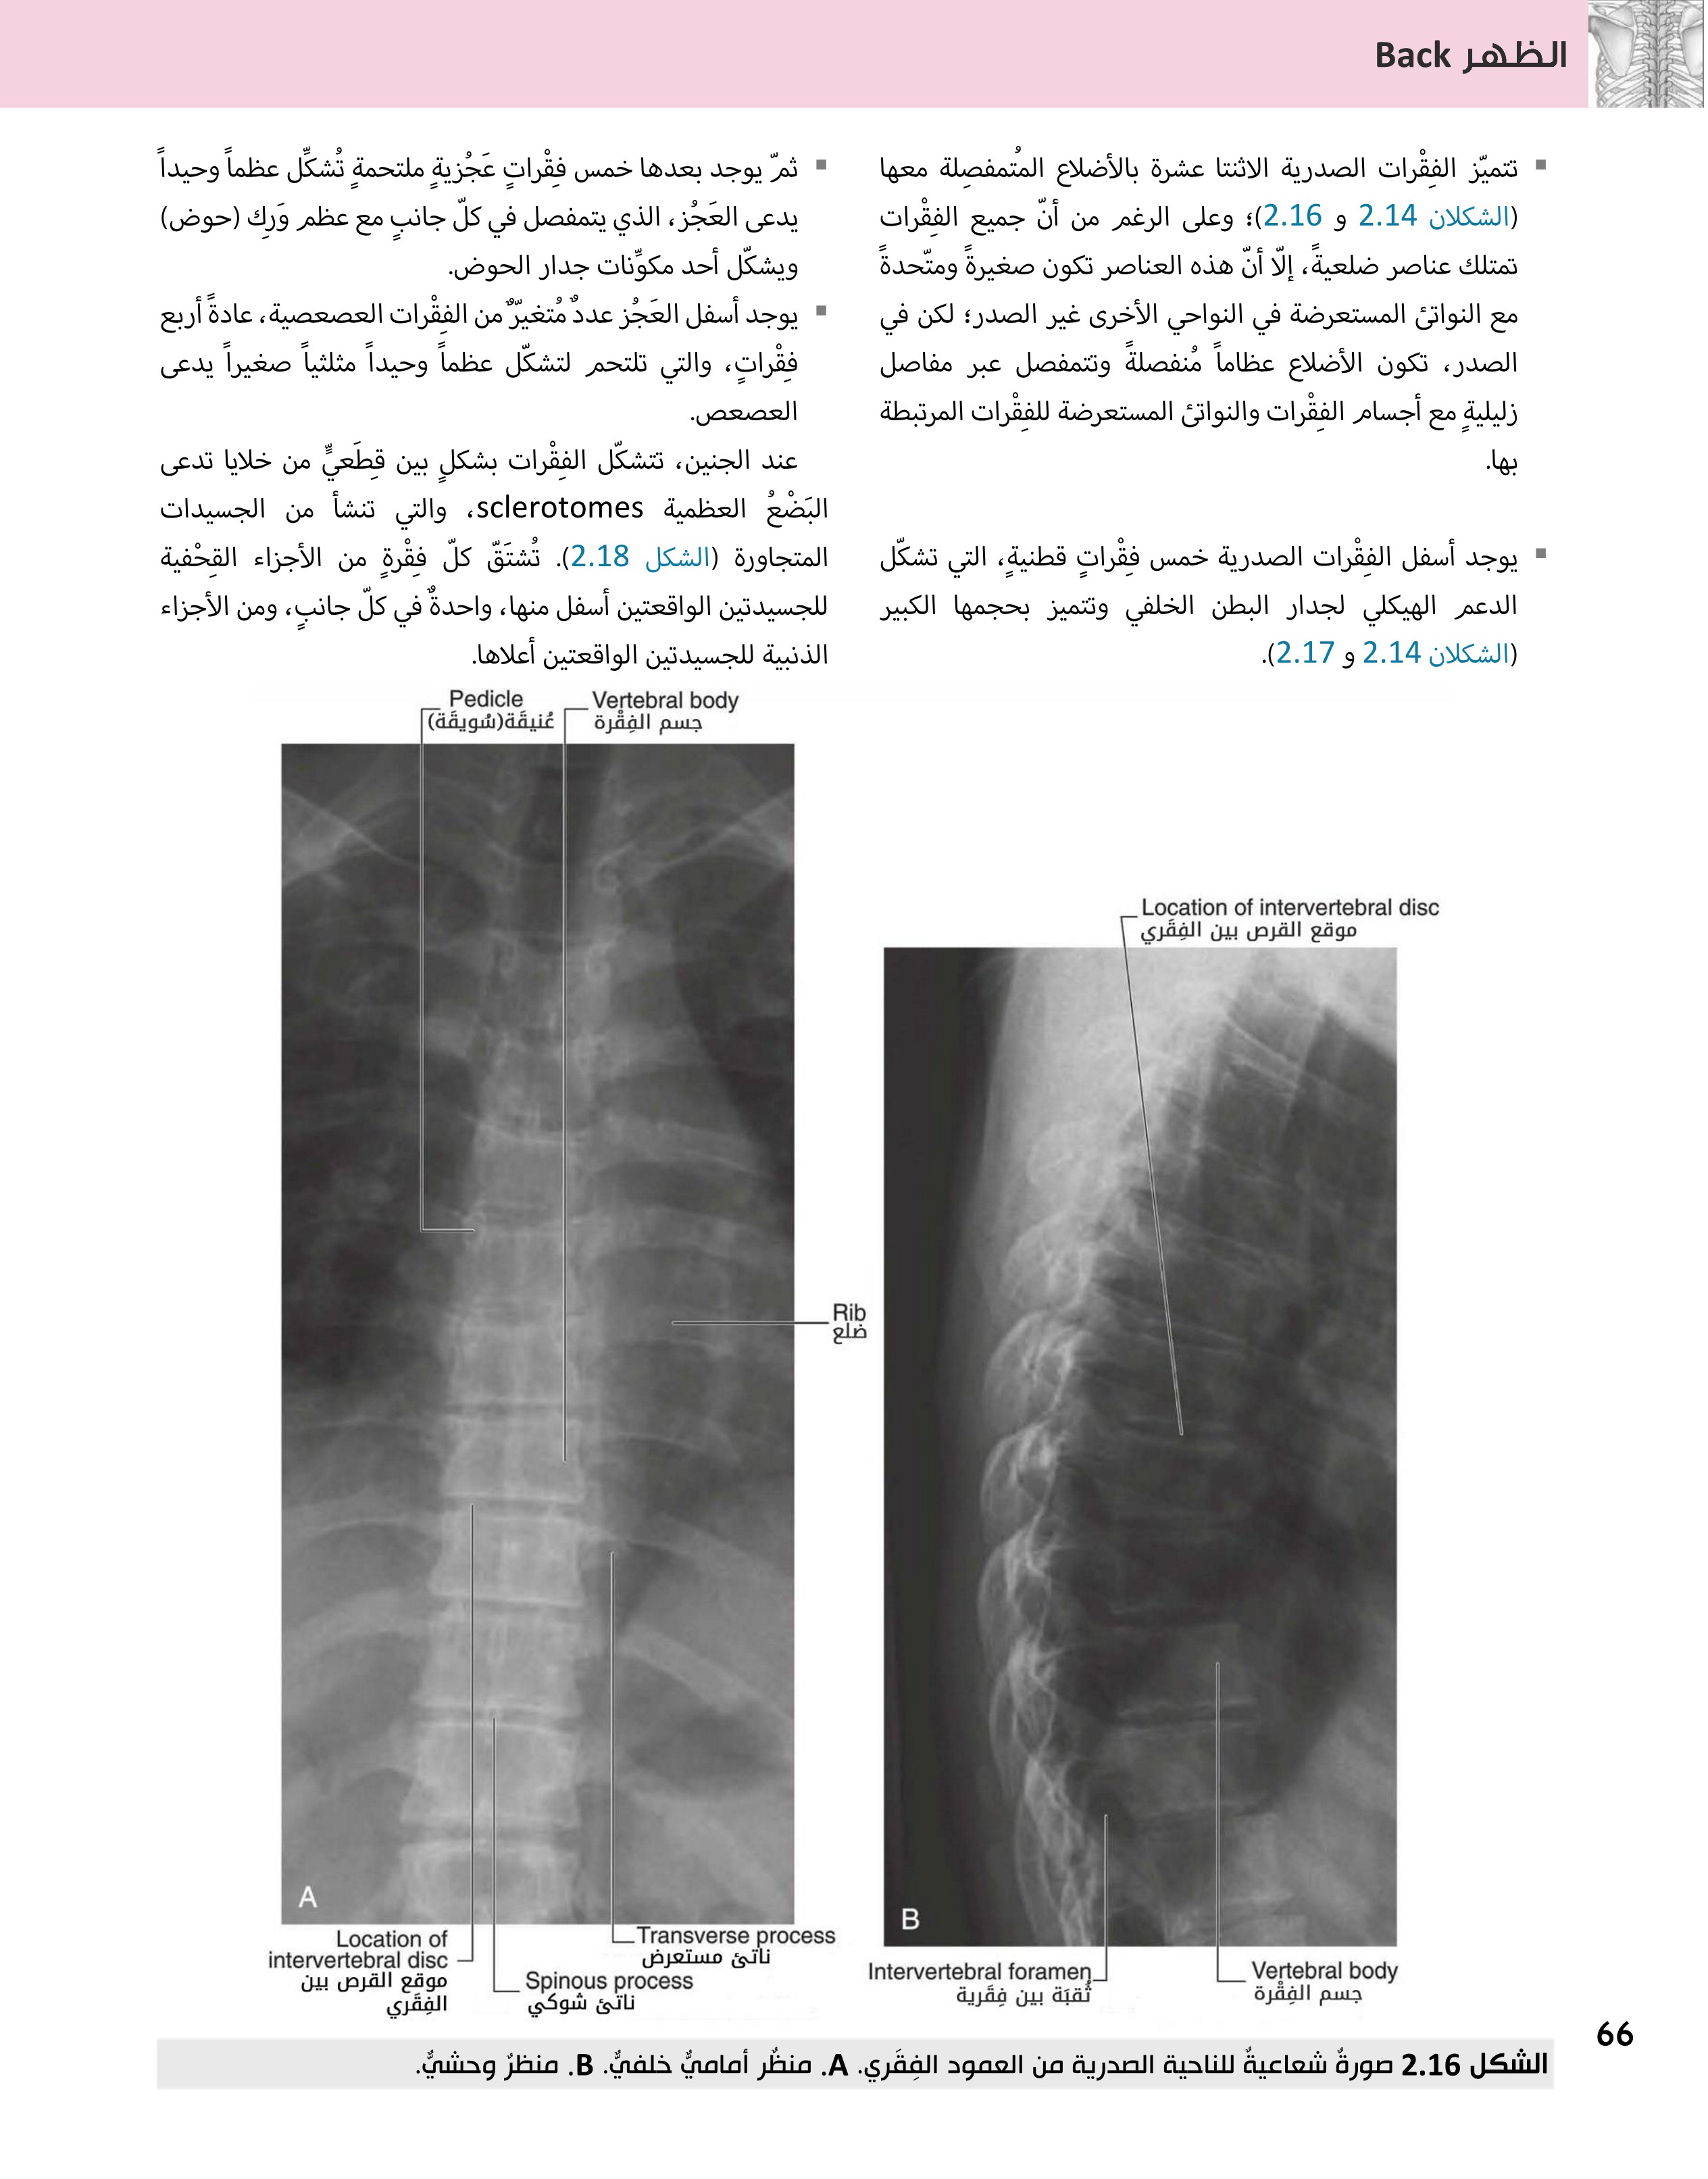 الظهر Back
تتميّز الفِقْرات الصدرية الاثنتا عشرة بالأضلاع المُتمفصِلة معها
(الشكلان 2.14 و 2.16)؛ وعلى الرغم من أنّ جميع الفِقْرات
تمتلك عناصر ضلعيةً، إلّا أنّ هذه العناصر تكون صغيرةً ومتّحدةً
مع النواتئ المستعرضة في النواحي الأخرى غير الصدر؛ لكن في
الصدر، تكون الأضلاع عظاماً مُنفصلةً وتتمفصل عبر مفاصل
زليليةٍ مع أجسام الفِقْرات والنواتئ المستعرضة للفِقْرات المرتبطة
بها.
يوجد أسفل الفِقْرات الصدرية خمس فِقْراتٍ قطنيةٍ، التي تشكّل
الدعم الهيكلي لجدار البطن الخلفي وتتميز بحجمها الكبير
(الشكلان 2.14 و 2.17).
ثمّ يوجد بعدها خمس فِقْراتٍ عَجُزيةٍ ملتحمةٍ تُشكِّل عظماً وحيداً
يدعى العَجُز، الذي يتمفصل في كلّ جانبٍ مع عظم وَرِك (حوض)
ويشكّل أحد مكوِّنات جدار الحوض.
يوجد أسفل العَجُز عددٌ مُتغيّرٌ من الفِقْرات العصعصية، عادةً أربع
فِقْراتٍ، والتي تلتحم لتشكّل عظماً وحيداً مثلثياً صغيراً يدعى
العصعص.
عند الجنين، تتشكّل الفِقْرات بشكلٍ بين قِطَعيٍّ من خلايا تدعى
البَضْعُ العظمية sclerotomes، والتي تنشأ من الجسيدات
المتجاورة (الشكل 2.18). تُشتَقّ كلّ فِقْرةٍ من الأجزاء القِحْفية
للجسيدتين الواقعتين أسفل منها، واحدةٌ في كلّ جانبٍ، ومن الأجزاء
الذنبية للجسيدتين الواقعتين أعلاها.
Pedicle
عُنيقَة(سُويقَة)
Vertebral body
جسم الفِقْرة
Rib
ضلع
A
Location of
intervertebral disc
موقع القرص بين
الفِقَري
Spinous process
ناتئ شوكي
Transverse process
ناتئ مستعرض
Location of intervertebral disc
موقع القرص بين الفِقَري
B
Intervertebral foramen
ثُقبَة بين فِقَرية
Vertebral body
جسم الفِقْرة
66
الشكل 2.16 صورةٌ شعاعيةٌ للناحية الصدرية من العمود الفِقَري. A. منظٌر أماميٌّ خلفيٌّ. B. منظرٌ وحشيٌّ.